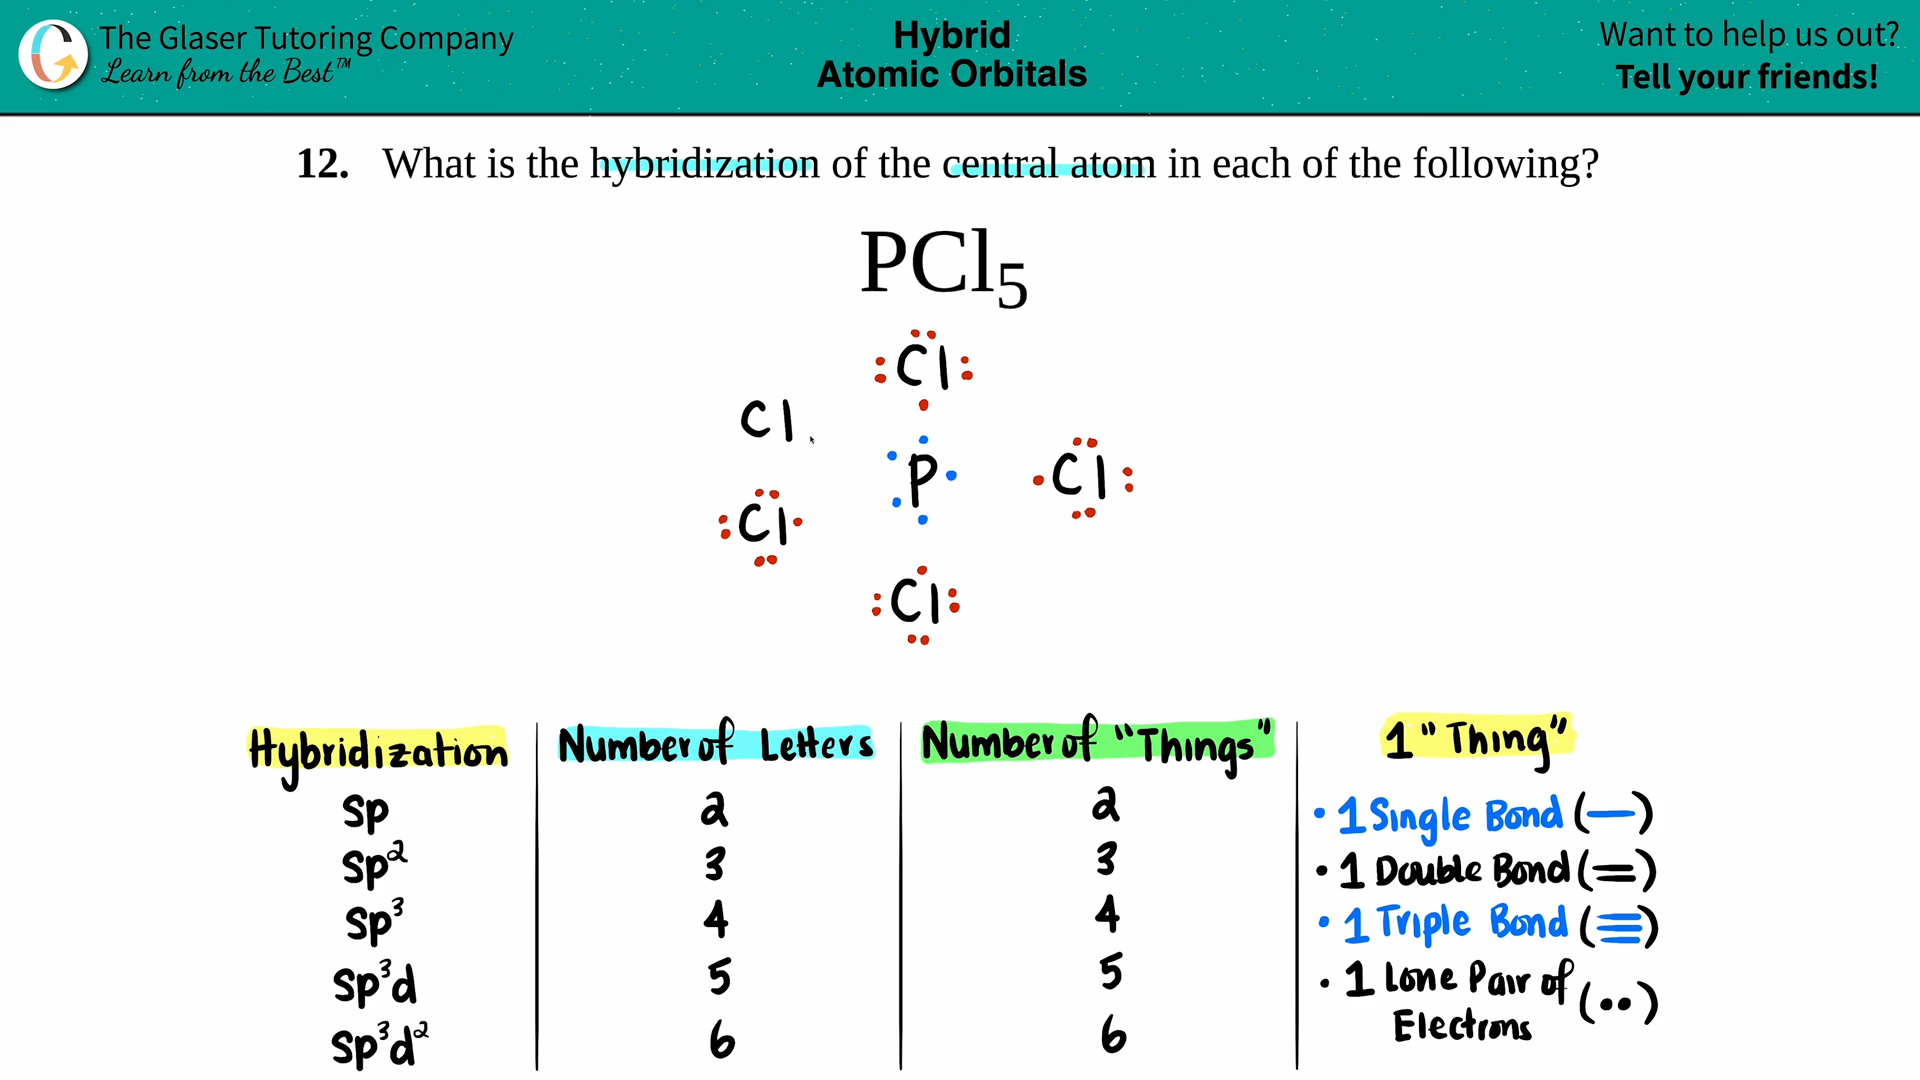 The Glaser Tutoring Company
Learn from the Best™
Hybrid
Atomic Orbitals
Want to help us out?
Tell your friends!
12. What is the hybridization of the central atom in each of the following?
PCl₅
Cl
Cl
P
Cl
Cl
Cl
Hybridization Number of Letters Number of "Things" 1 "Thing"
sp 2 2 • 1 Single Bond (—)
sp² 3 3 • 1 Double Bond (=)
sp³ 4 4 • 1 Triple Bond (≡)
sp³d 5 5 • 1 Lone Pair of Electrons (••)
sp³d² 6 6